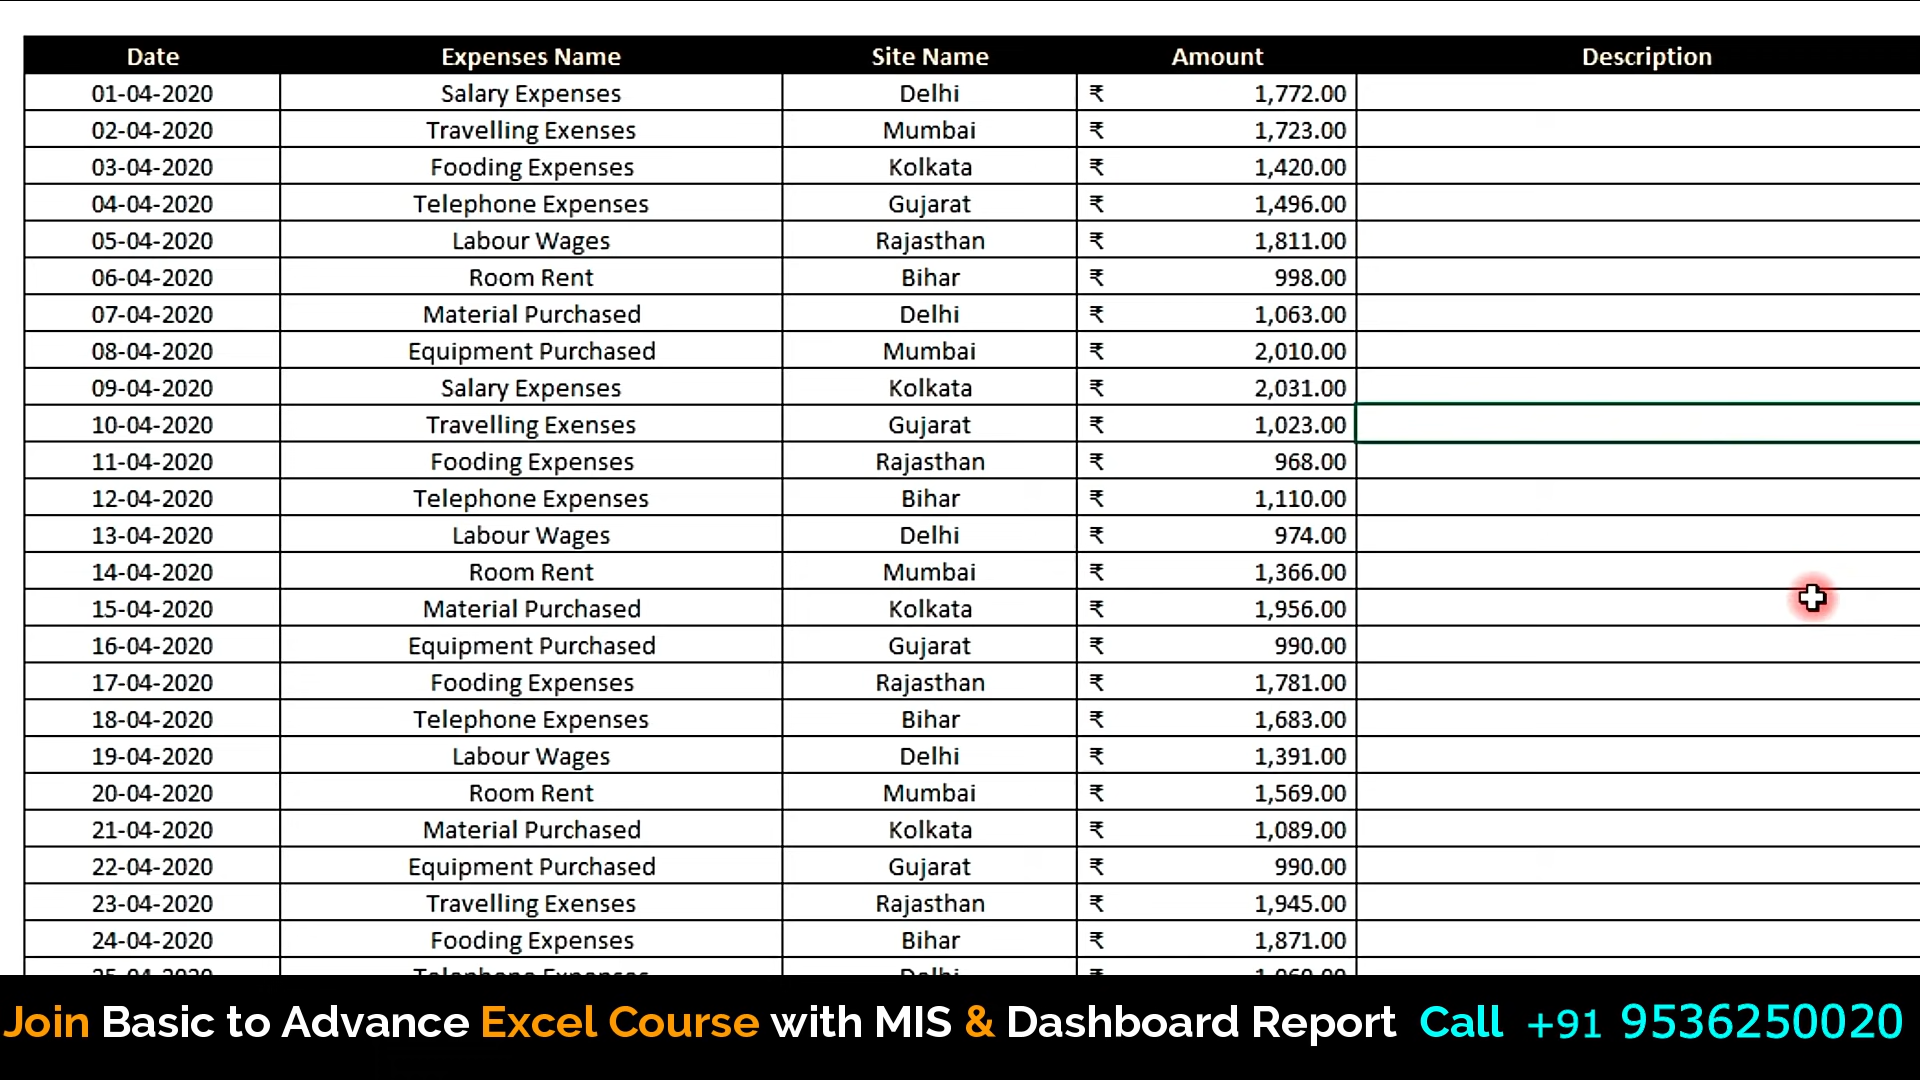 Date Expenses Name Site Name Amount Description
01-04-2020 Salary Expenses Delhi ₹ 1,772.00
02-04-2020 Travelling Exenses Mumbai ₹ 1,723.00
03-04-2020 Fooding Expenses Kolkata ₹ 1,420.00
04-04-2020 Telephone Expenses Gujarat ₹ 1,496.00
05-04-2020 Labour Wages Rajasthan ₹ 1,811.00
06-04-2020 Room Rent Bihar ₹ 998.00
07-04-2020 Material Purchased Delhi ₹ 1,063.00
08-04-2020 Equipment Purchased Mumbai ₹ 2,010.00
09-04-2020 Salary Expenses Kolkata ₹ 2,031.00
10-04-2020 Travelling Exenses Gujarat ₹ 1,023.00
11-04-2020 Fooding Expenses Rajasthan ₹ 968.00
12-04-2020 Telephone Expenses Bihar ₹ 1,110.00
13-04-2020 Labour Wages Delhi ₹ 974.00
14-04-2020 Room Rent Mumbai ₹ 1,366.00
15-04-2020 Material Purchased Kolkata ₹ 1,956.00
16-04-2020 Equipment Purchased Gujarat ₹ 990.00
17-04-2020 Fooding Expenses Rajasthan ₹ 1,781.00
18-04-2020 Telephone Expenses Bihar ₹ 1,683.00
19-04-2020 Labour Wages Delhi ₹ 1,391.00
20-04-2020 Room Rent Mumbai ₹ 1,569.00
21-04-2020 Material Purchased Kolkata ₹ 1,089.00
22-04-2020 Equipment Purchased Gujarat ₹ 990.00
23-04-2020 Travelling Exenses Rajasthan ₹ 1,945.00
24-04-2020 Fooding Expenses Bihar ₹ 1,871.00
25-04-2020 Telephone Expenses Delhi ₹
Join Basic to Advance Excel Course with MIS & Dashboard Report Call +91 9536250020